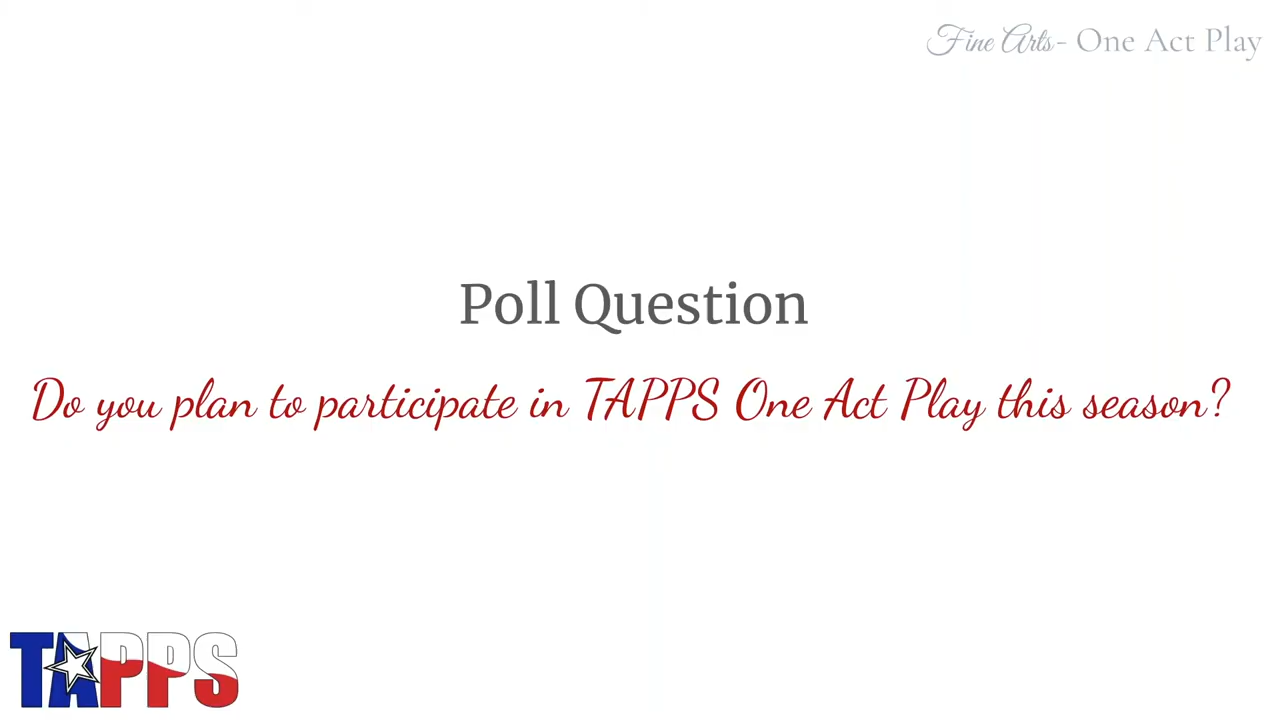 Fine Arts - One Act Play
Poll Question
Do you plan to participate in TAPPS One Act Play this season?
TAPPS